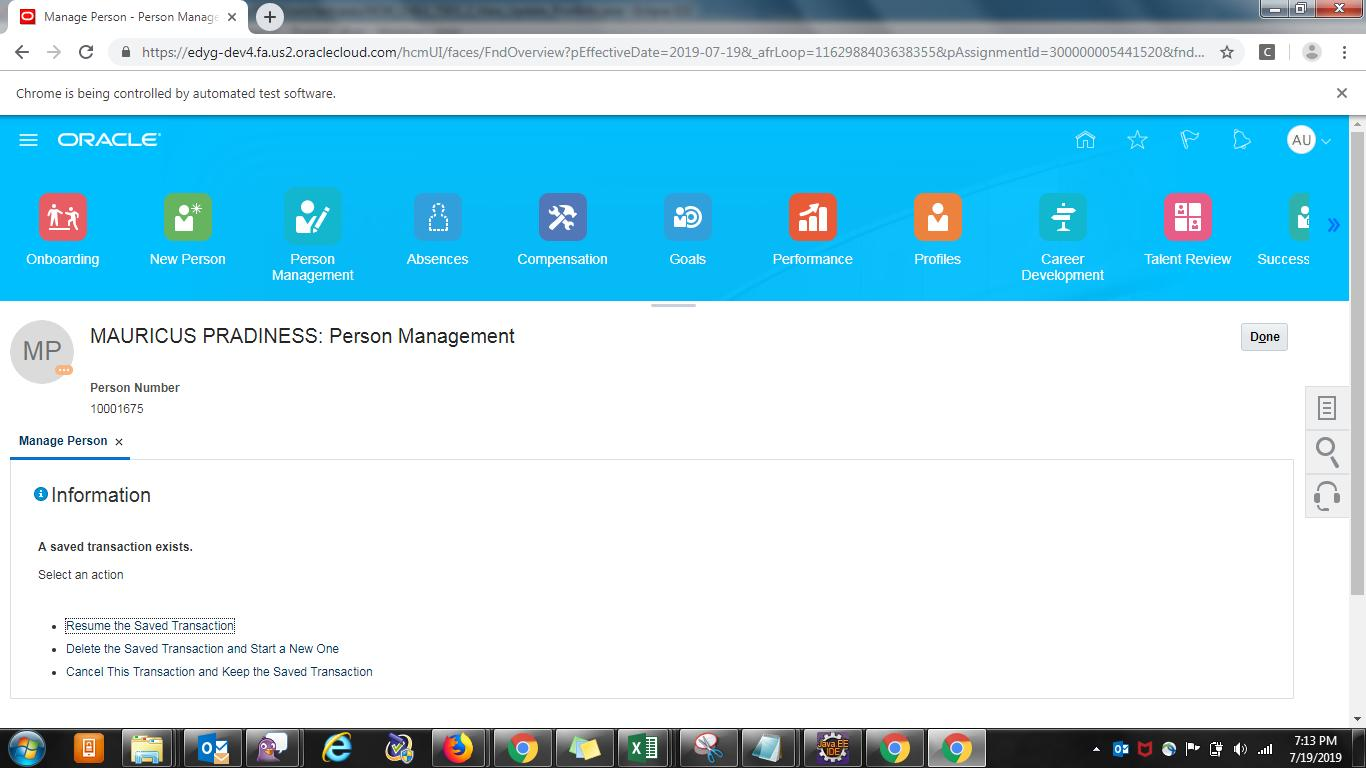 Manage Person - Person Manage
https://edyg-dev4.fa.us2.oraclecloud.com/hcmUI/faces/FndOverview?pEffectiveDate=2019-07-19&_afrLoop=1162988403638355&pAssignmentId=300000005441520&fnd...
C
Chrome is being controlled by automated test software.
ORACLE
AU
Onboarding
New Person
Person
Management
Absences
Compensation
Goals
Performance
Profiles
Career
Development
Talent Review
Success
MP
MAURICUS PRADINESS: Person Management
Done
Person Number
10001675
Manage Person
Information
A saved transaction exists.
Select an action
Resume the Saved Transaction
Delete the Saved Transaction and Start a New One
Cancel This Transaction and Keep the Saved Transaction
Java EE
IDE
7:13 PM
7/19/2019